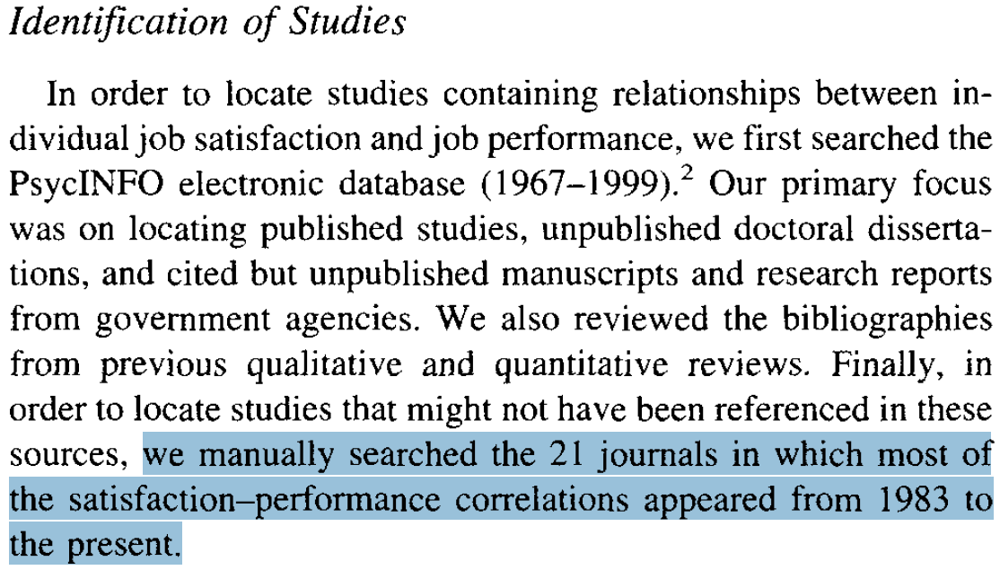 Identification of Studies
In order to locate studies containing relationships between in-
dividual job satisfaction and job performance, we first searched the
PsycINFO electronic database (1967–1999).2 Our primary focus
was on locating published studies, unpublished doctoral disserta-
tions, and cited but unpublished manuscripts and research reports
from government agencies. We also reviewed the bibliographies
from previous qualitative and quantitative reviews. Finally, in
order to locate studies that might not have been referenced in these
sources, we manually searched the 21 journals in which most of
the satisfaction–performance correlations appeared from 1983 to
the present.